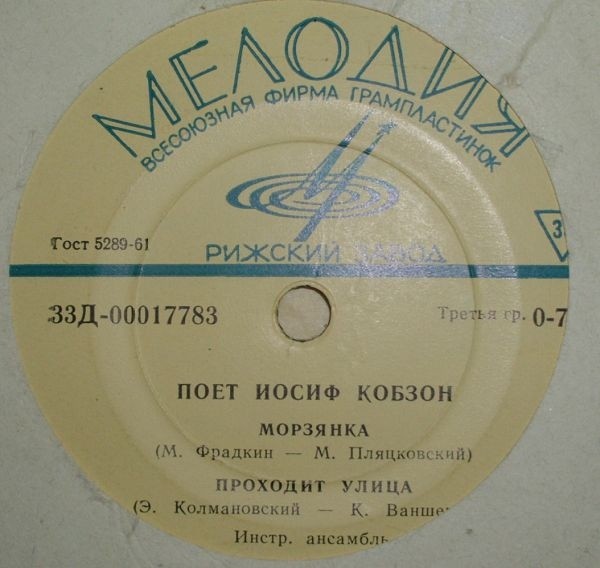 МЕЛОДИЯ
ВСЕСОЮЗНАЯ ФИРМА ГРАМПЛАСТИНОК
РИЖСКИЙ ЗАВОД
Гост 5289-61
33Д-00017783
Третья гр. 0-7
ПОЕТ ИОСИФ КОБЗОН
МОРЗЯНКА
(М. Фрадкин — М. Пляцковский)
ПРОХОДИТ УЛИЦА
(Э. Колмановский — К. Ванше
Инстр. ансамбль